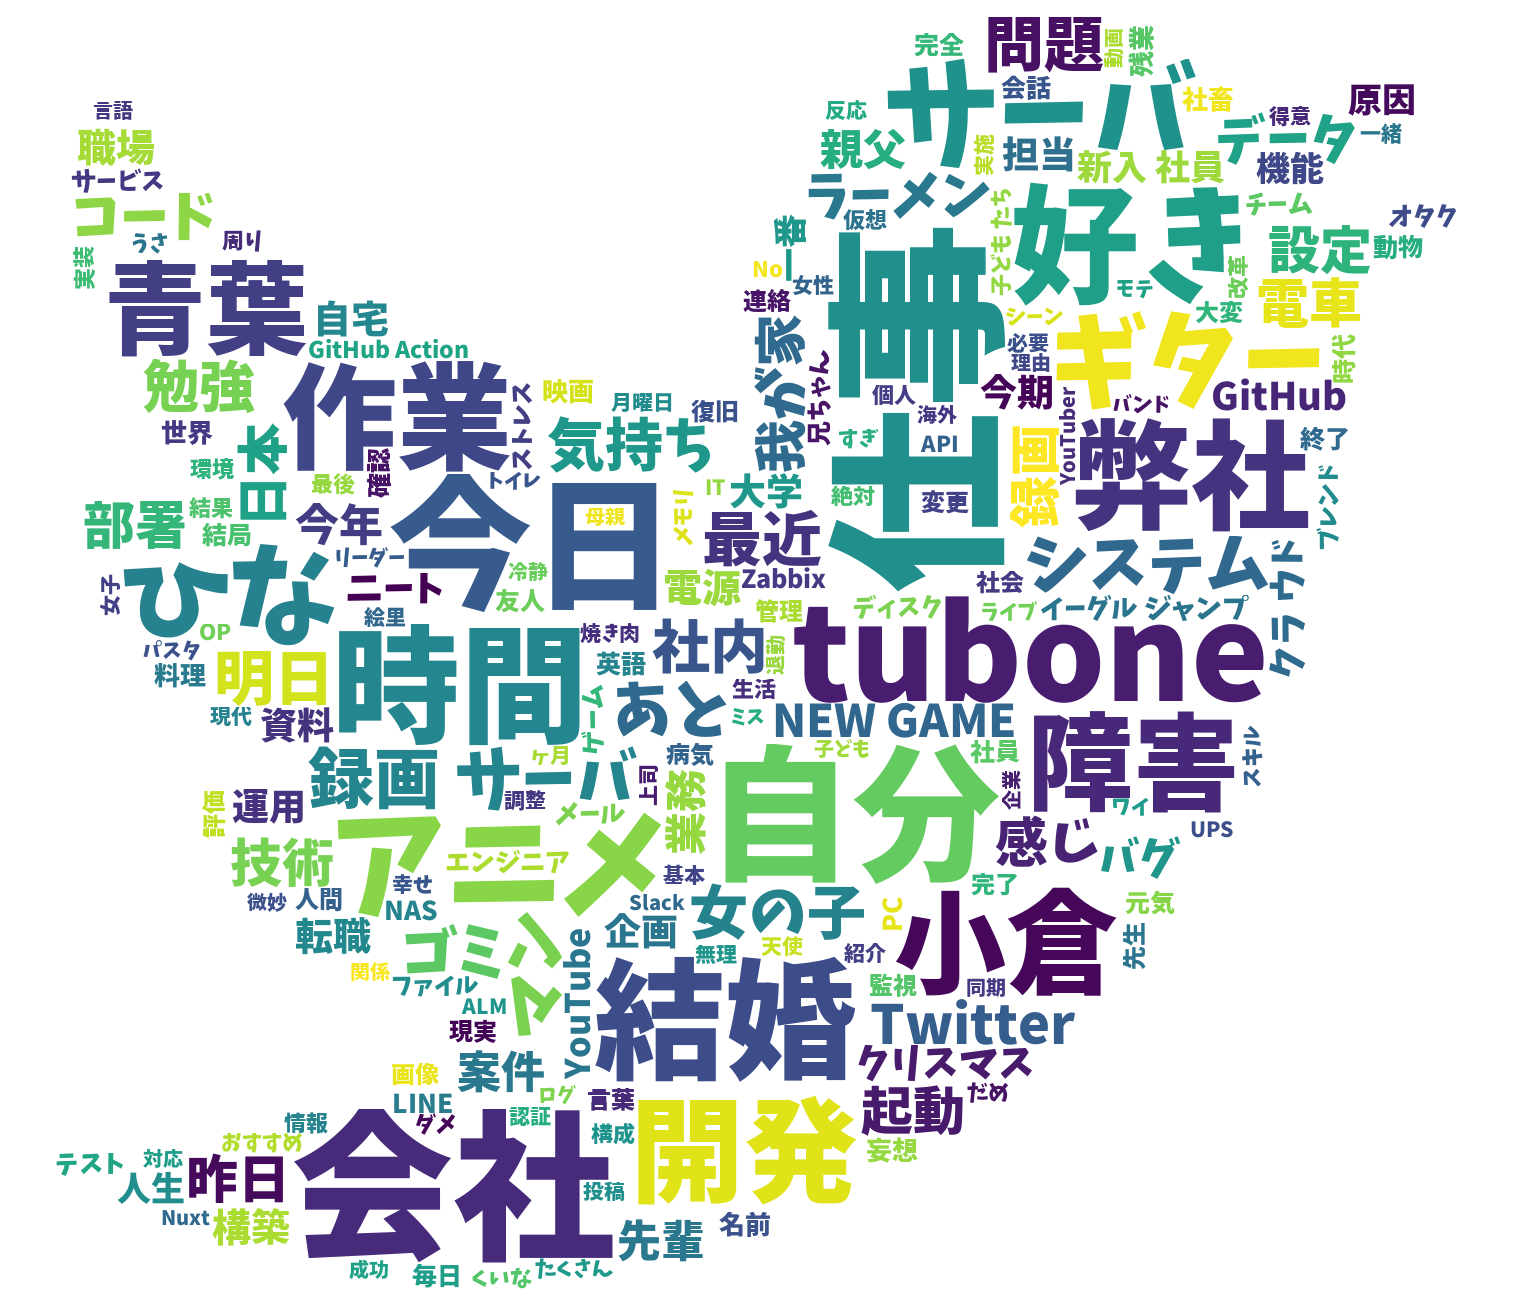 完全
問題
動画
残業
サーバ
会話
社畜
原因
言語
職場
反応
親父
実施
担当
得意
データ
一緒
サービス
新入 社員
機能
コード
ラーメン
仮想
好き
子どもたち
チーム
オタク
うさ
周り
実装
一番
仕事
設定
動物
青葉
No
女性
連絡
モテ
改革
電車
大変
自宅
GitHub Action
我が家
シーン
必要
理由
ギター
時代
勉強
作業
ストレス
映画
月曜日
復旧
兄ちゃん
個人
今期
YouTuber
バンド
GitHub
世界
日本
確認
気持ち
すぎ
海外
API
録画
弊社
終了
環境
最後
トイレ
IT
大学
絶対
変更
ブレンド
部署
結果
結局
今年
今日
母親
メモリ
最近
Zabbix
システム
クラウド
リーダー
ひな
ニート
冷静
友人
電源
社会
女子
OP
絵里
焼き肉
管理
ディスク
ライブ
イーグル ジャンプ
パスタ
料理
明日
時間
英語
社内
退勤
tubone
現代
資料
ゲーム
あと
生活
ミス
NEW GAME
障害
スキル
録画 サーバ
ケ月
病気
子ども
社員
評価
運用
調整
上司
業務
自分
企業
ワイ
UPS
技術
アニメ
メール
エンジニア
感じ
バグ
微妙
人間
幸せ
NAS
基本
Slack
完了
元気
転職
ゴミ
マン
企画
女の子
PC
小倉
先生
関係
ファイル
YouTube
無理
天使
紹介
ALM
結婚
監視
同期
現実
Twitter
案件
画像
クリスマス
LINE
ログ
言葉
開発
起動
だめ
情報
ダメ
認証
構成
妄想
おすすめ
会社
テスト
対応
人生
昨日
投稿
Nuxt
構築
先輩
名前
成功
毎日
くいな
たくさん